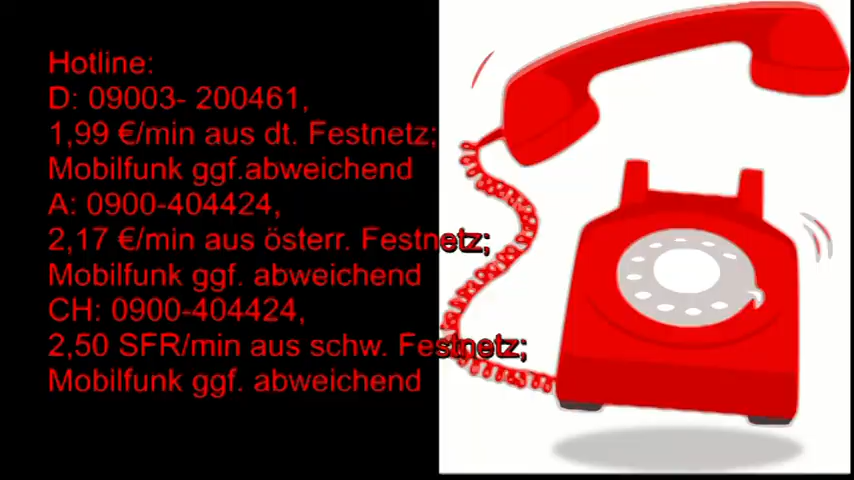 Hotline:
D: 09003- 200461,
1,99 €/min aus dt. Festnetz;
Mobilfunk ggf.abweichend
A: 0900-404424,
2,17 €/min aus österr. Festnetz;
Mobilfunk ggf. abweichend
CH: 0900-404424,
2,50 SFR/min aus schw. Festnetz;
Mobilfunk ggf. abweichend